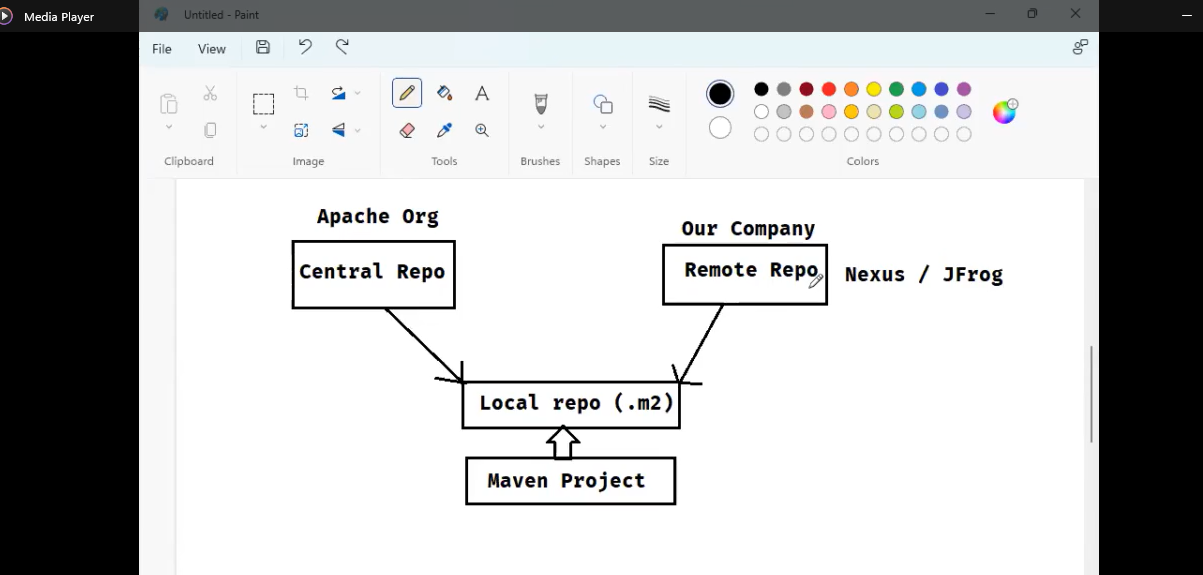 Media Player
Untitled - Paint
File View
Clipboard Image Tools Brushes Shapes Size Colors
Apache Org
Our Company
Central Repo
Remote Repo
Nexus / JFrog
Local repo (.m2)
Maven Project